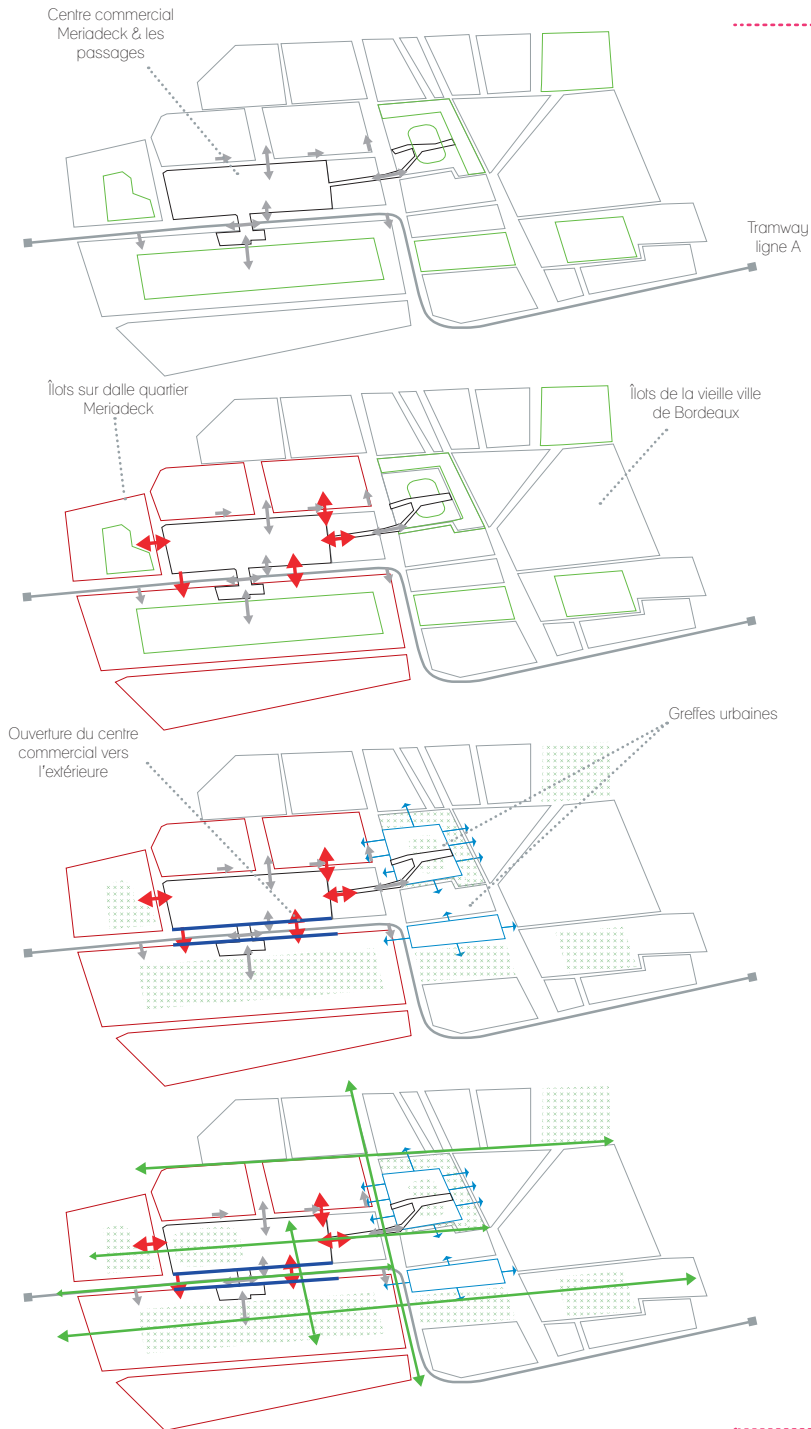 Centre commercial
Meriadeck & les
passages
Tramway
ligne A
Îlots sur dalle quartier
Meriadeck
Îlots de la vieille ville
de Bordeaux
Ouverture du centre
commercial vers
l'extérieure
Greffes urbaines